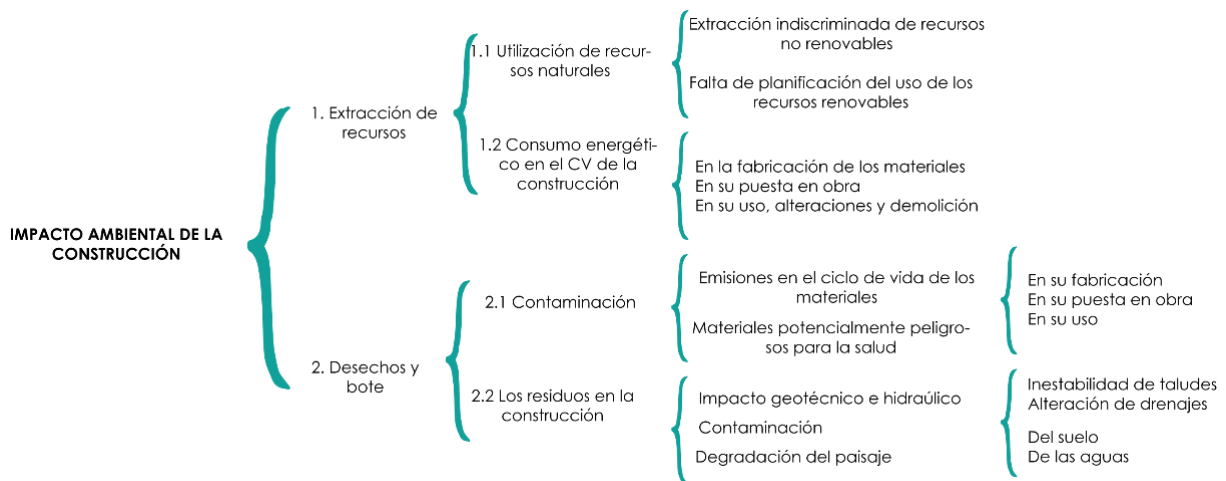 IMPACTO AMBIENTAL DE LA
CONSTRUCCIÓN
1. Extracción de
recursos
1.1 Utilización de recur-
sos naturales
Extracción indiscriminada de recursos
no renovables
Falta de planificación del uso de los
recursos renovables
1.2 Consumo energéti-
co en el CV de la
construcción
En la fabricación de los materiales
En su puesta en obra
En su uso, alteraciones y demolición
2. Desechos y
bote
2.1 Contaminación
Emisiones en el ciclo de vida de los
materiales
Materiales potencialmente peligro-
sos para la salud
En su fabricación
En su puesta en obra
En su uso
2.2 Los residuos en la
construcción
Impacto geotécnico e hidraúlico
Contaminación
Degradación del paisaje
Inestabilidad de taludes
Alteración de drenajes
Del suelo
De las aguas